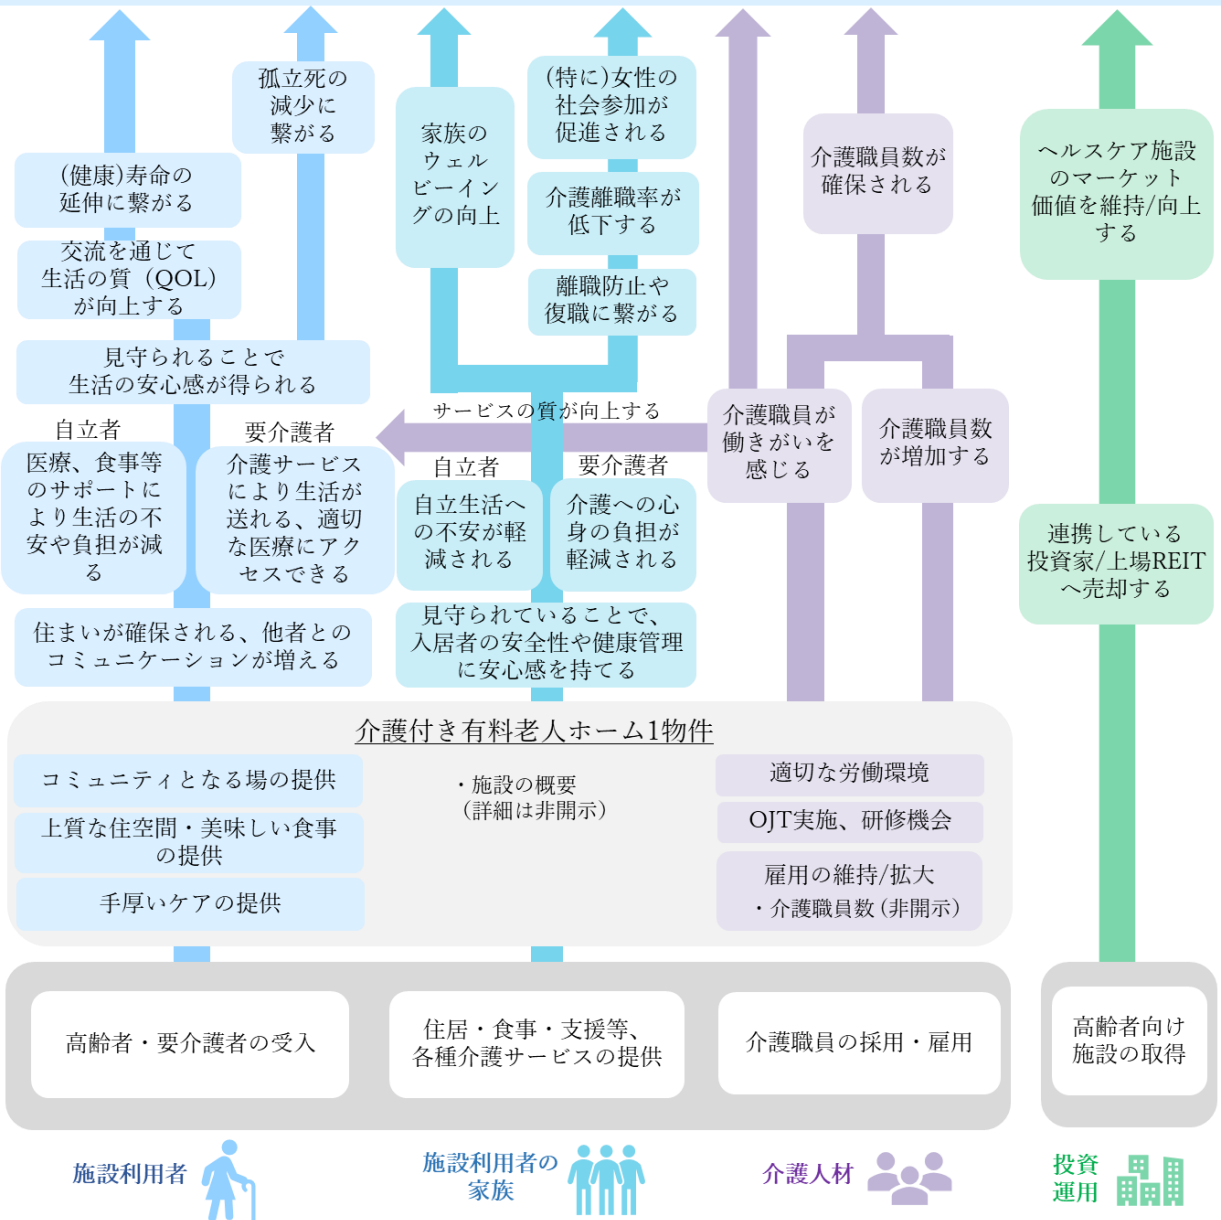 孤立死の
減少に
繋がる
(健康)寿命の
延伸に繋がる
交流を通じて
生活の質（QOL）
が向上する
見守られることで
生活の安心感が得られる
自立者
医療、食事等
のサポートに
より生活の不
安や負担が減
る
要介護者
介護サービス
により生活が
送れる、適切
な医療にアク
セスできる
住まいが確保される、他者との
コミュニケーションが増える
家族の
ウェル
ビーイン
グの向上
(特に)女性の
社会参加が
促進される
介護離職率が
低下する
離職防止や
復職に繋がる
サービスの質が向上する
自立者
自立生活へ
の不安が軽
減される
要介護者
介護への心
身の負担が
軽減される
見守られていることで、
入居者の安全性や健康管理
に安心感を持てる
介護職員数が
確保される
介護職員が
働きがいを
感じる
介護職員数
が増加する
ヘルスケア施設
のマーケット
価値を維持/向上
する
連携している
投資家/上場REIT
へ売却する
介護付き有料老人ホーム1物件
コミュニティとなる場の提供
上質な住空間・美味しい食事
の提供
手厚いケアの提供
・施設の概要
（詳細は非開示）
適切な労働環境
OJT実施、研修機会
雇用の維持/拡大
・介護職員数（非開示）
高齢者・要介護者の受入
住居・食事・支援等、
各種介護サービスの提供
介護職員の採用・雇用
高齢者向け
施設の取得
施設利用者
施設利用者の
家族
介護人材
投資
運用